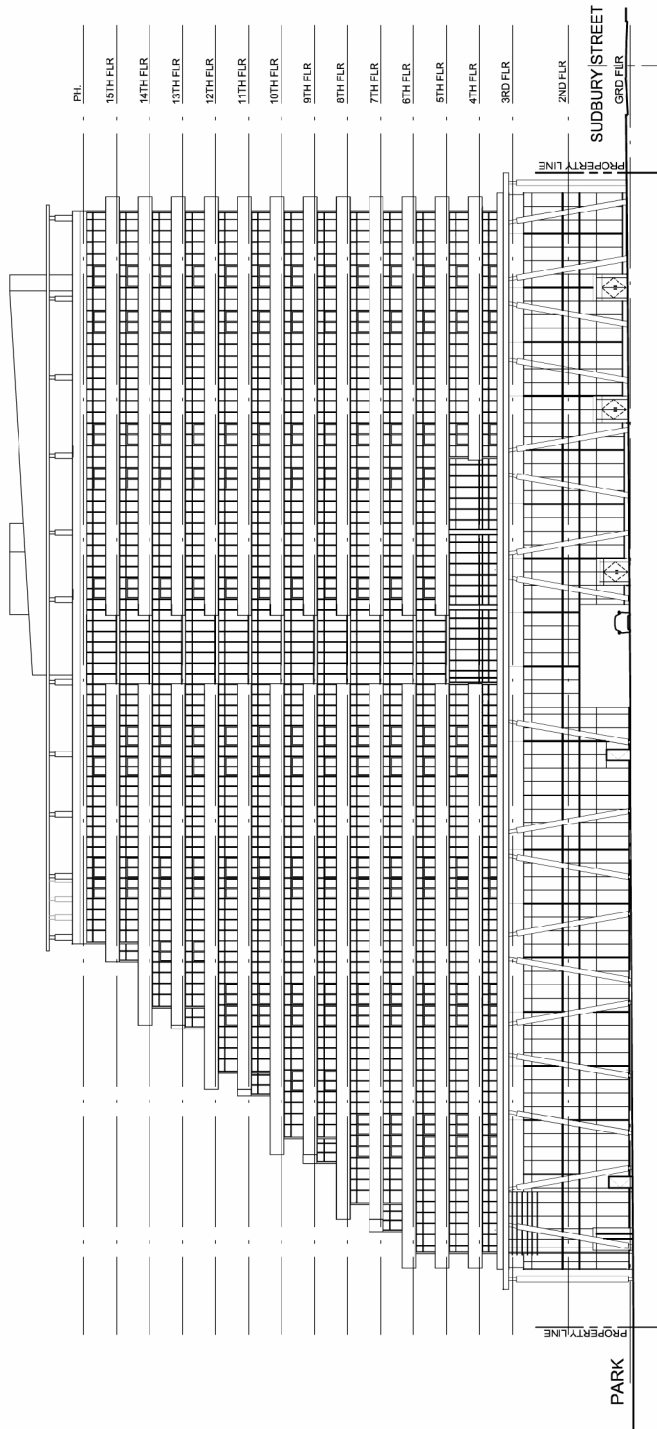 PH.
15TH FLR
14TH FLR
13TH FLR
12TH FLR
11TH FLR
10TH FLR
9TH FLR
8TH FLR
7TH FLR
6TH FLR
5TH FLR
4TH FLR
3RD FLR
2ND FLR
SUDBURY STREET
GRD FLR
PROPERTY LINE
PROPERTY LINE
PARK